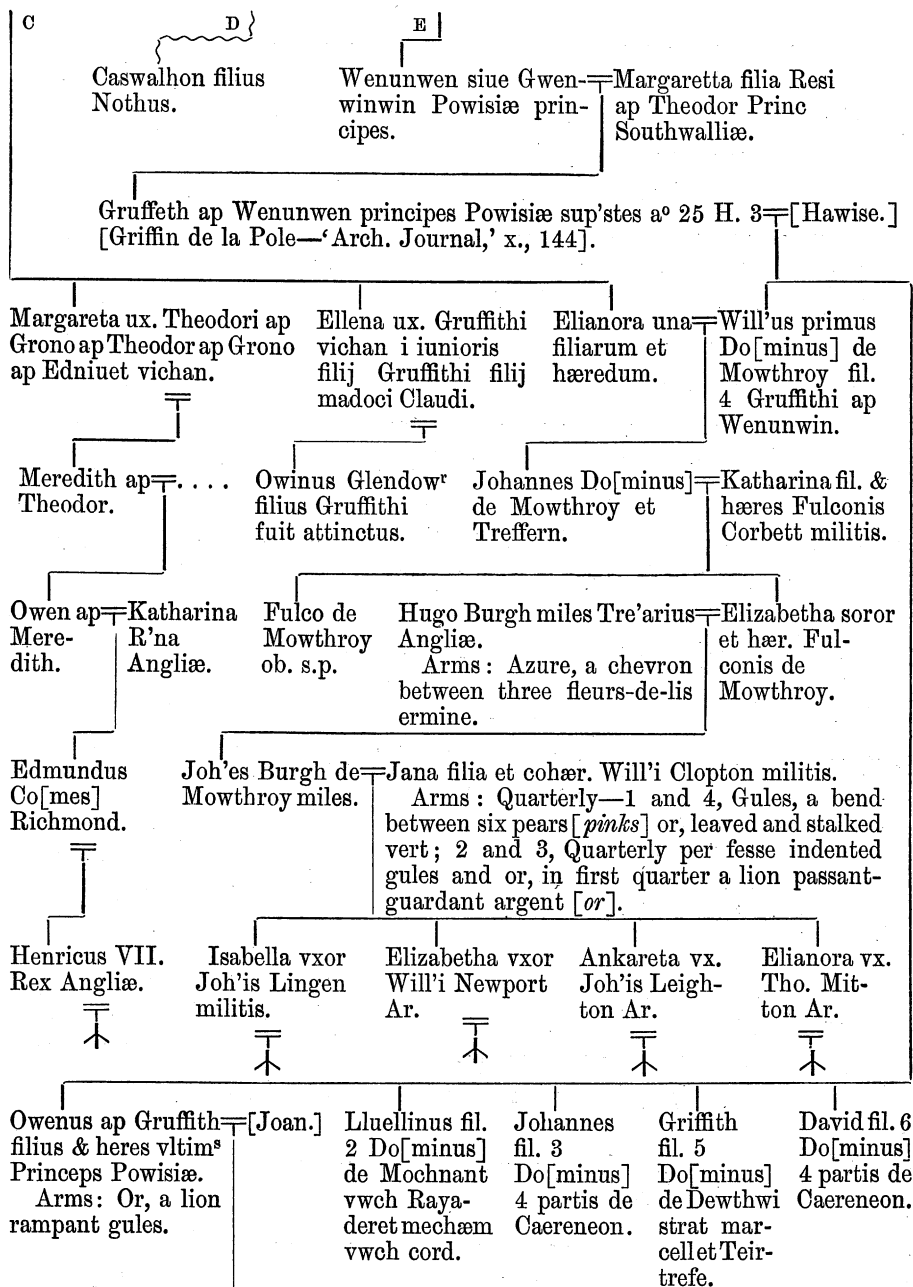 C
D
E
Caswalhon filius
Nothus.
Wenunwen siue Gwen-
winwin Powisiæ prin-
cipes.
Margaretta filia Resi
ap Theodor Princ
Southwalliæ.
Gruffeth ap Wenunwen principes Powisiæ sup'stes aº 25 H. 3 [Hawise.]
[Griffin de la Pole—‘Arch. Journal,’ x., 144].
Margareta ux. Theodori ap
Grono ap Theodor ap Grono
ap Edniuet vichan.
Ellena ux. Gruffithi
vichan i iunioris
filij Gruffithi filij
madoci Claudi.
Elianora una
filiarum et
hæredum.
Will'us primus
Do[minus] de
Mowthroy fil.
4 Gruffithi ap
Wenunwin.
Meredith ap . . . .
Theodor.
Owinus Glendowʳ
filius Gruffithi
fuit attinctus.
Johannes Do[minus]
de Mowthroy et
Treffern.
Katharina fil. &
hæres Fulconis
Corbett militis.
Owen ap
Mere-
dith.
Katharina
R'na
Angliæ.
Fulco de
Mowthroy
ob. s.p.
Hugo Burgh miles Tre'arius
Angliæ.
Arms: Azure, a chevron
between three fleurs-de-lis
ermine.
Elizabetha soror
et hær. Ful-
conis de
Mowthroy.
Edmundus
Co[mes]
Richmond.
Joh'es Burgh de
Mowthroy miles.
Jana filia et cohær. Will'i Clopton militis.
Arms: Quarterly—1 and 4, Gules, a bend
between six pears [pinks] or, leaved and stalked
vert; 2 and 3, Quarterly per fesse indented
gules and or, in first quarter a lion passant-
guardant argent [or].
Henricus VII.
Rex Angliæ.
Isabella vxor
Joh'is Lingen
militis.
Elizabetha vxor
Will'i Newport
Ar.
Ankareta vx.
Joh'is Leigh-
ton Ar.
Elianora vx.
Tho. Mit-
ton Ar.
Owenus ap Gruffith [Joan.]
filius & heres vltimˢ
Princeps Powisiæ.
Arms: Or, a lion
rampant gules.
Lluellinus fil.
2 Do[minus]
de Mochnant
vwch Raya-
deret mechæm
vwch cord.
Johannes
fil. 3
Do[minus]
4 partis de
Caereneon.
Griffith
fil. 5
Do[minus]
de Dewthwi
strat mar-
cell et Teir-
trefe.
David fil. 6
Do[minus]
4 partis de
Caereneon.